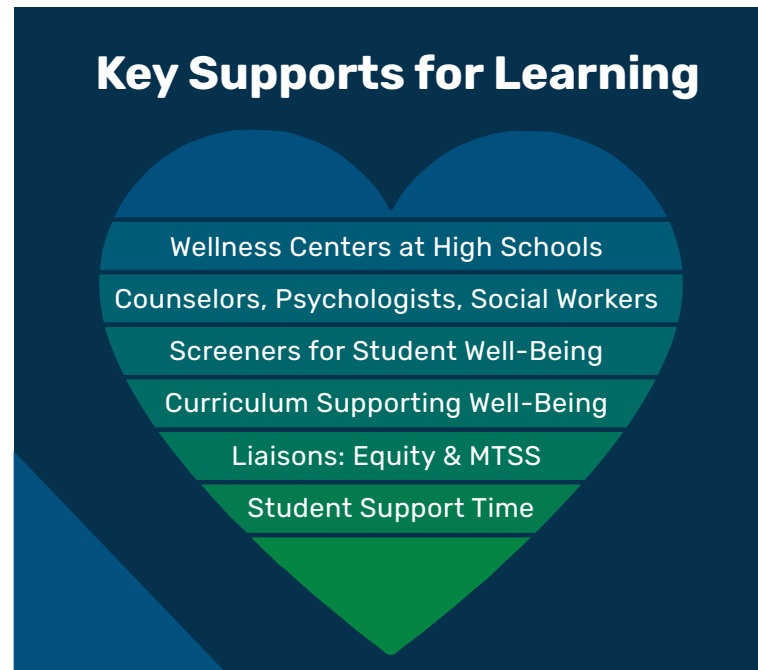 Key Supports for Learning
Wellness Centers at High Schools
Counselors, Psychologists, Social Workers
Screeners for Student Well-Being
Curriculum Supporting Well-Being
Liaisons: Equity & MTSS
Student Support Time